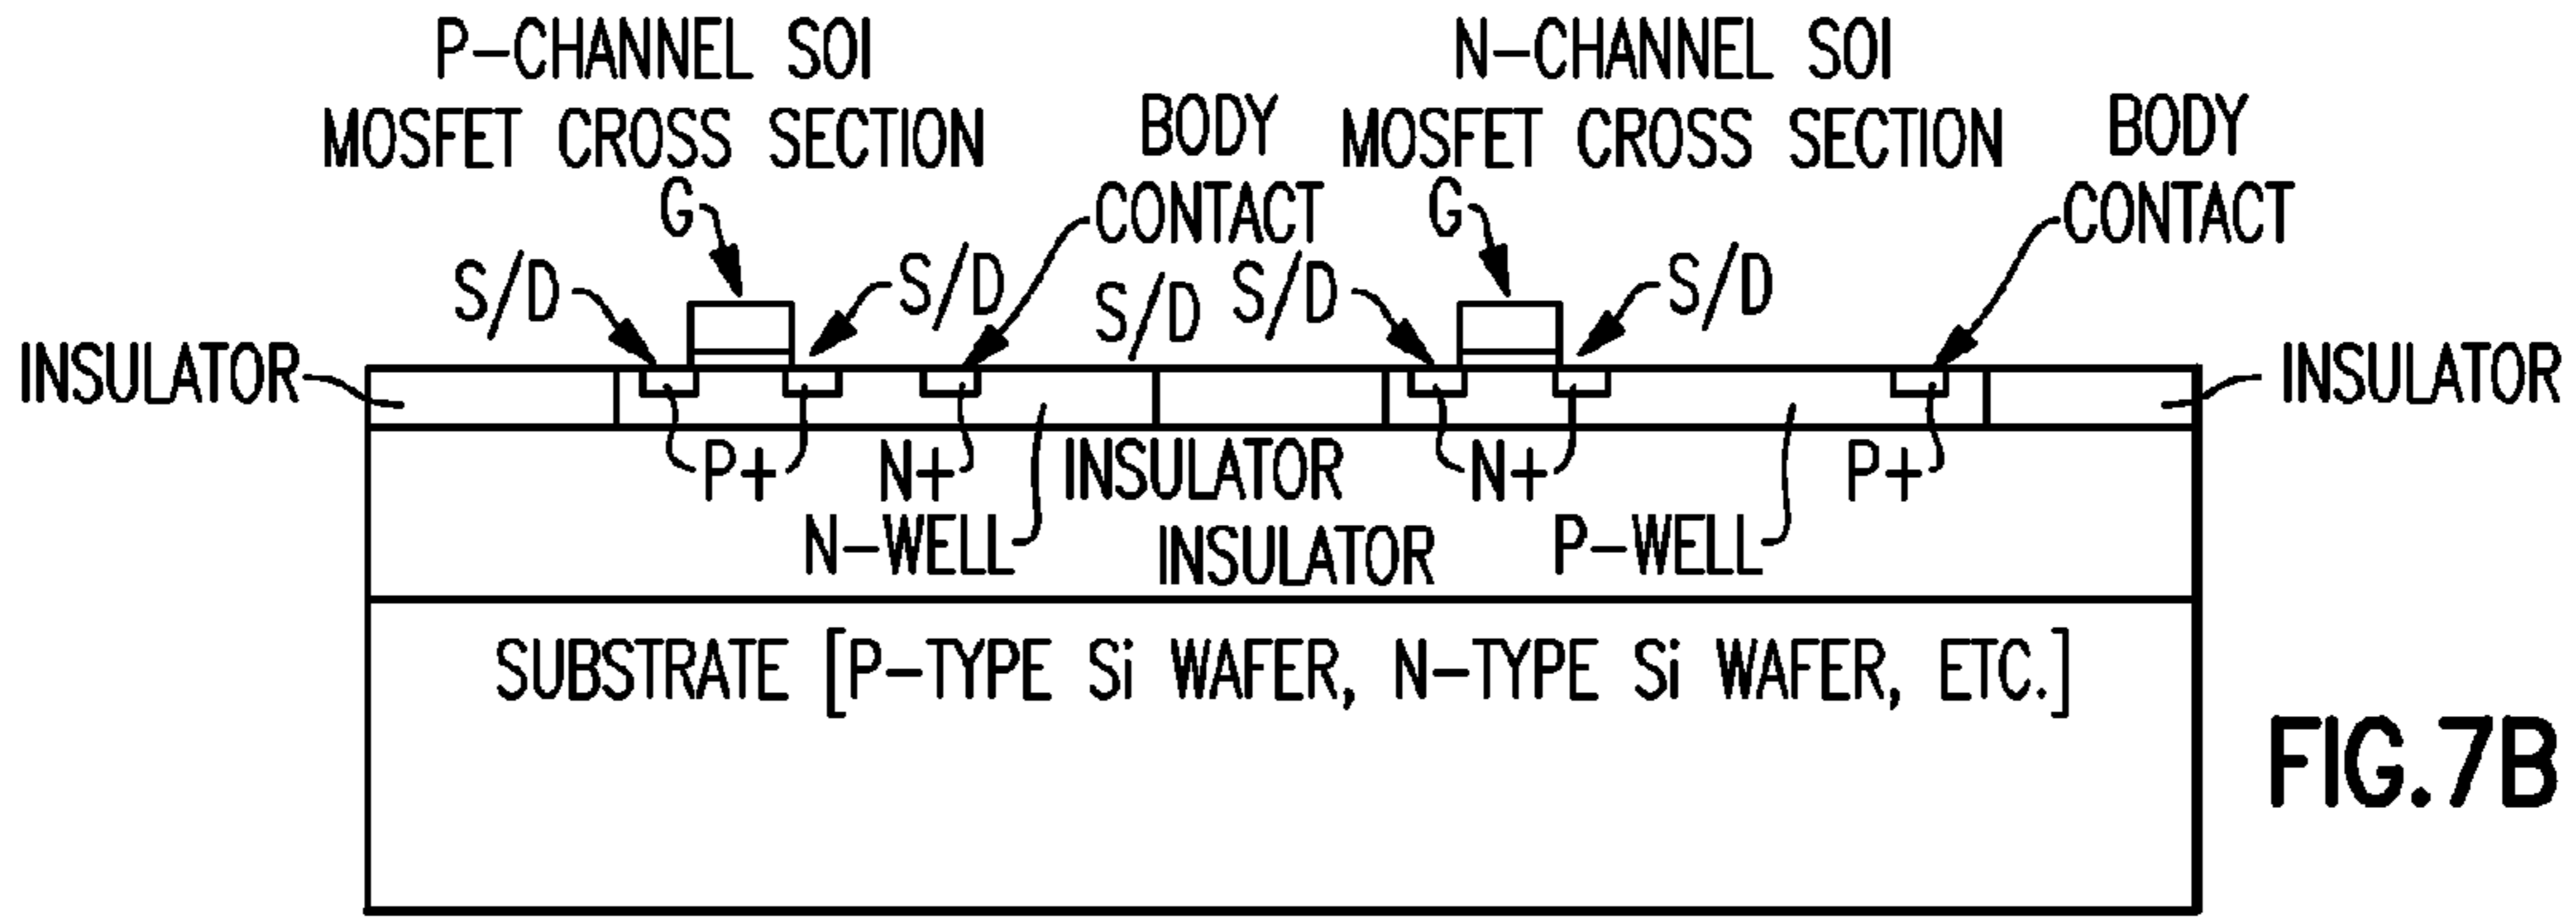 P-CHANNEL SOI
MOSFET CROSS SECTION
N-CHANNEL SOI
MOSFET CROSS SECTION
BODY
CONTACT
BODY
CONTACT
G
G
S/D
S/D
S/D
S/D
S/D
INSULATOR
INSULATOR
P+
N+
INSULATOR
N+
P+
N-WELL
INSULATOR
P-WELL
SUBSTRATE [P-TYPE Si WAFER, N-TYPE Si WAFER, ETC.]
FIG.7B